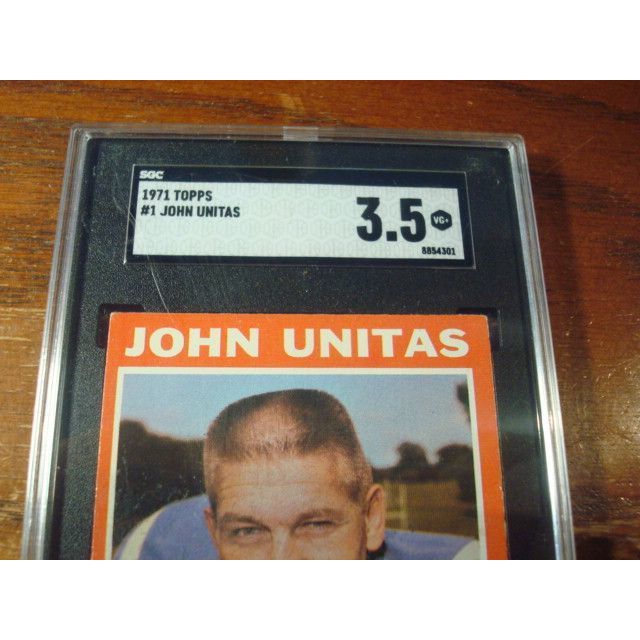 SGC
1971 TOPPS
#1 JOHN UNITAS
3.5 VG+
8854301
JOHN UNITAS